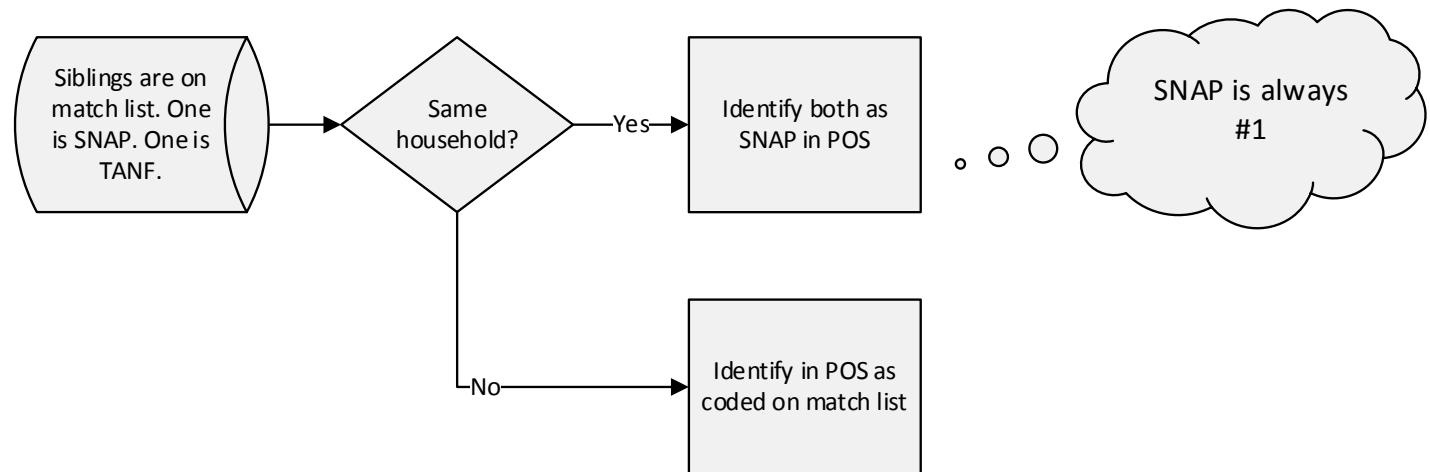 Siblings are on
match list. One
is SNAP. One is
TANF.
Same
household?
Yes
Identify both as
SNAP in POS
SNAP is always
#1
No
Identify in POS as
coded on match list